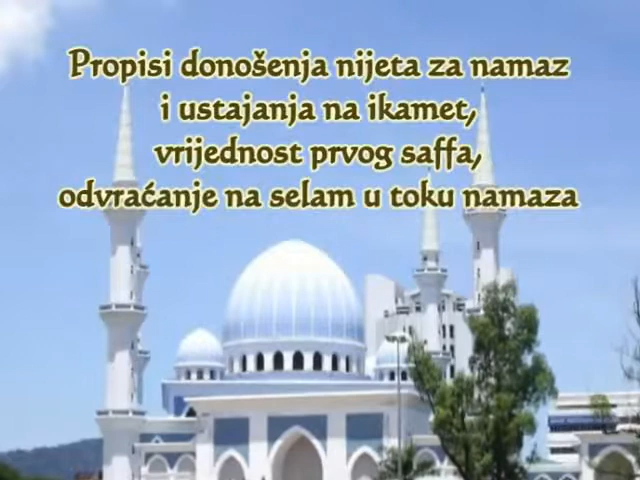 Propisi donošenja nijeta za namaz
i ustajanja na ikamet,
vrijednost prvog saffa,
odvraćanje na selam u toku namaza